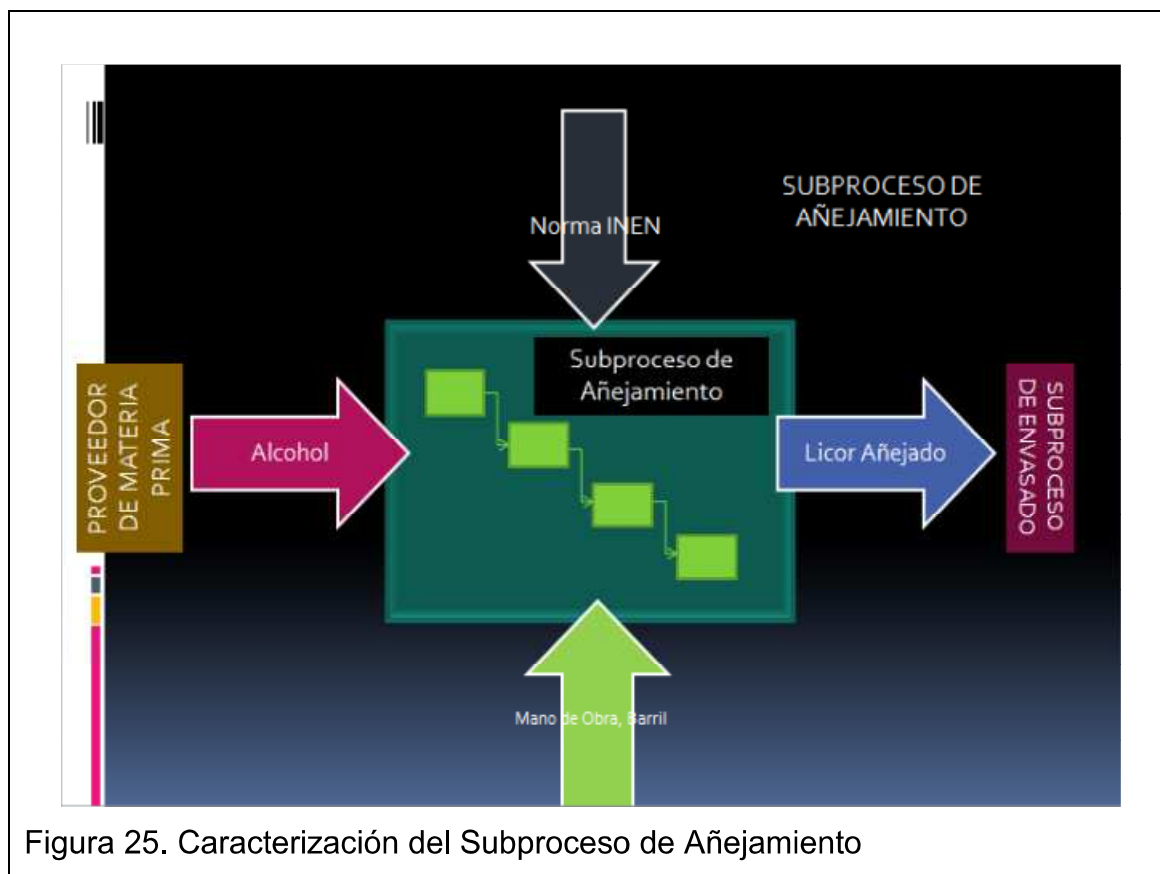 SUBPROCESO DE
AÑEJAMIENTO
Norma INEN
Subproceso de
Añejamiento
PROVEEDOR
DE MATERIA
PRIMA
Alcohol
Licor Añejado
SUBPROCESO
DE ENVASADO
Mano de Obra, Barril
Figura 25. Caracterización del Subproceso de Añejamiento